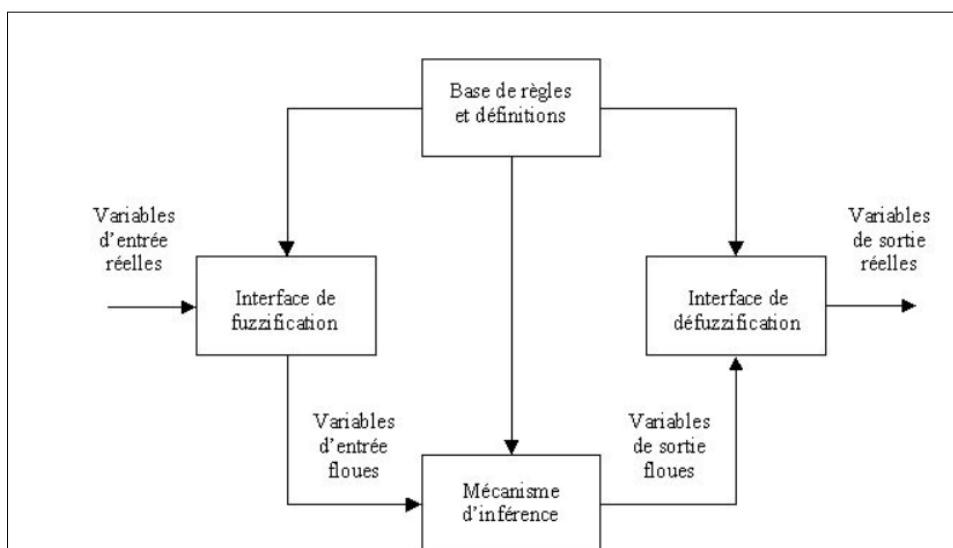 Base de règles
et définitions
Variables
d'entrée
réelles
Variables
de sortie
réelles
Interface de
fuzzification
Interface de
défuzzification
Variables
d'entrée
floues
Variables
de sortie
floues
Mécanisme
d'inférence